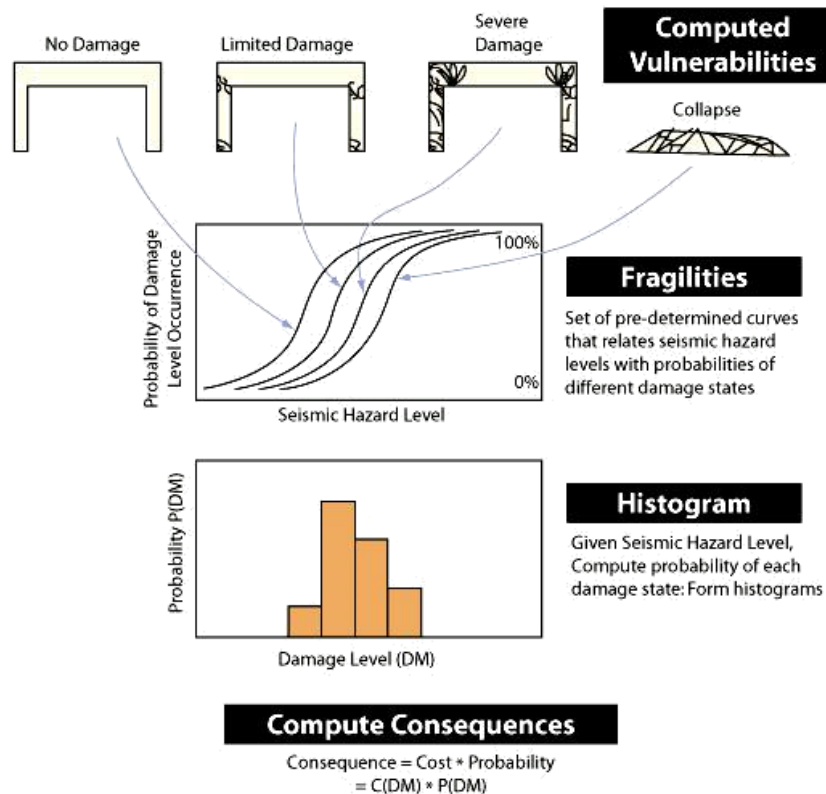 No Damage
Limited Damage
Severe
Damage
Computed
Vulnerabilities
Collapse
Probability of Damage
Level Occurrence
100%
0%
Seismic Hazard Level
Fragilities
Set of pre-determined curves
that relates seismic hazard
levels with probabilities of
different damage states
Probability P(DM)
Damage Level (DM)
Histogram
Given Seismic Hazard Level,
Compute probability of each
damage state: Form histograms
Compute Consequences
Consequence = Cost * Probability
= C(DM) * P(DM)